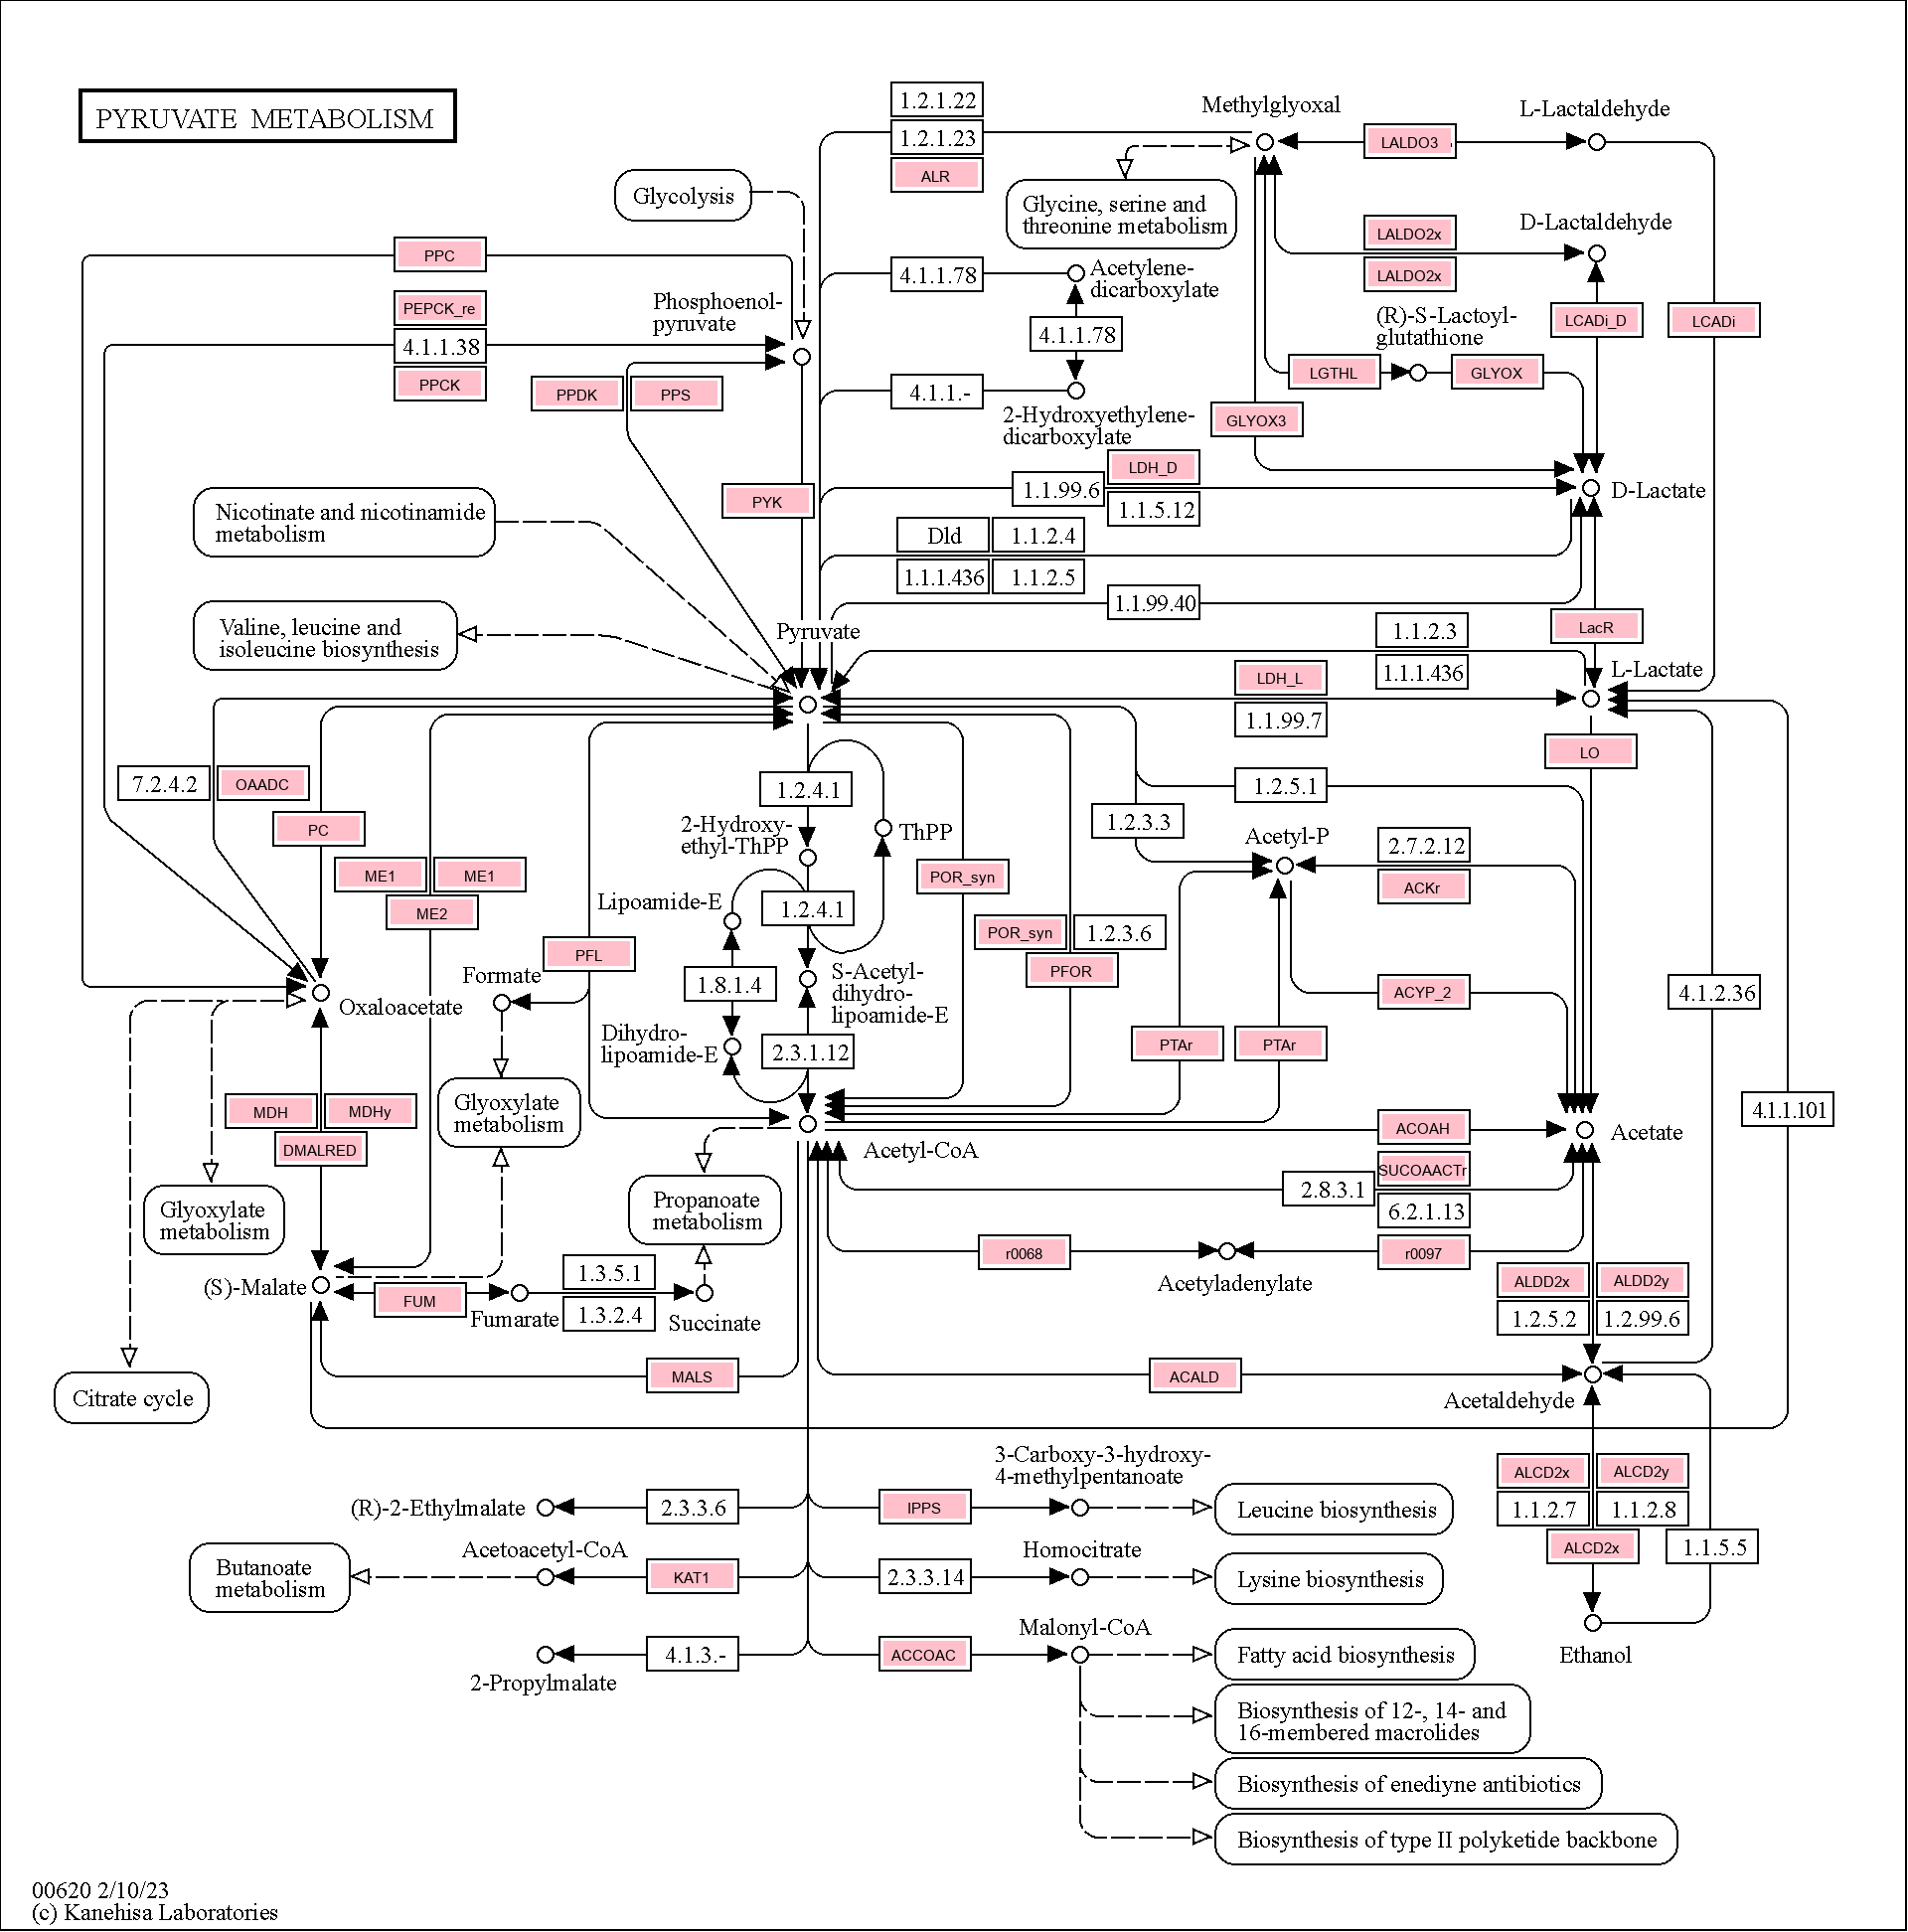 PYRUVATE METABOLISM
1.2.1.22
1.2.1.23
ALR
Methylglyoxal
LALDO3
L-Lactaldehyde
Glycolysis
Glycine, serine and
threonine metabolism
LALDO2x
LALDO2x
D-Lactaldehyde
PPC
PEPCK_re
4.1.1.38
PPCK
Phosphoenol-
pyruvate
4.1.1.78
Acetylene-
dicarboxylate
4.1.1.78
(R)-S-Lactoyl-
glutathione
LCADi_D
LCADi
PPDK
PPS
4.1.1.-
2-Hydroxyethylene-
dicarboxylate
LGTHL
GLYOX
GLYOX3
LDH_D
1.1.99.6
1.1.5.12
D-Lactate
PYK
Nicotinate and nicotinamide
metabolism
Dld
1.1.2.4
1.1.1.436
1.1.2.5
1.1.99.40
Valine, leucine and
isoleucine biosynthesis
Pyruvate
1.1.2.3
1.1.1.436
LacR
L-Lactate
LDH_L
1.1.99.7
LO
7.2.4.2
OAADC
PC
1.2.4.1
1.2.5.1
2-Hydroxy-
ethyl-ThPP
ThPP
1.2.3.3
Acetyl-P
2.7.2.12
ACKr
ME1
ME1
ME2
Lipoamide-E
1.2.4.1
POR_syn
POR_syn
1.2.3.6
PFOR
PFL
Formate
1.8.1.4
S-Acetyl-
dihydro-
lipoamide-E
ACYP_2
4.1.2.36
Oxaloacetate
Dihydro-
lipoamide-E
2.3.1.12
PTAr
PTAr
MDH
MDHy
DMALRED
Glyoxylate
metabolism
Acetyl-CoA
ACOAH
Acetate
4.1.1.101
SUCOAACTr
2.8.3.1
6.2.1.13
Glyoxylate
metabolism
Propanoate
metabolism
r0068
r0097
Acetyladenylate
(S)-Malate
FUM
Fumarate
1.3.5.1
1.3.2.4
Succinate
ALDD2x
ALDD2y
1.2.5.2
1.2.99.6
Citrate cycle
MALS
ACALD
Acetaldehyde
3-Carboxy-3-hydroxy-
4-methylpentanoate
(R)-2-Ethylmalate
2.3.3.6
IPPS
Leucine biosynthesis
ALCD2x
ALCD2y
1.1.2.7
1.1.2.8
ALCD2x
1.1.5.5
Acetoacetyl-CoA
Butanoate
metabolism
KAT1
2.3.3.14
Homocitrate
Lysine biosynthesis
Malonyl-CoA
4.1.3.-
2-Propylmalate
ACCOAC
Fatty acid biosynthesis
Ethanol
Biosynthesis of 12-, 14- and
16-membered macrolides
Biosynthesis of enediyne antibiotics
Biosynthesis of type II polyketide backbone
00620 2/10/23
(c) Kanehisa Laboratories